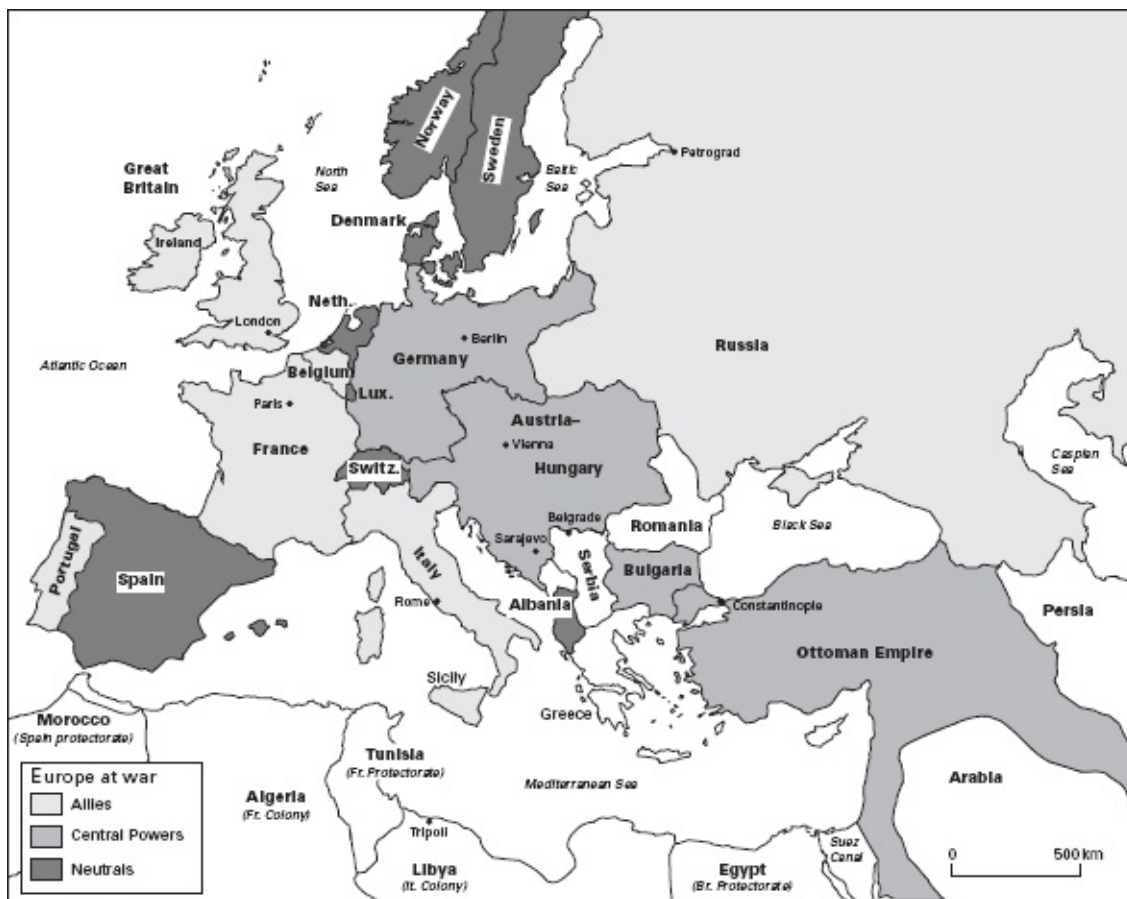 Norway
Sweden
Petrograd
Great
Britain
North
Sea
Baltic
Sea
Denmark
Ireland
Neth.
London
Berlin
Russia
Atlantic Ocean
Germany
Belgium
Lux.
Paris
Austria–
Vienna
France
Hungary
Switz.
Caspian
Sea
Belgrade
Romania
Black Sea
Sarajevo
Portugal
Spain
Italy
Serbia
Bulgaria
Rome
Albania
Constantinople
Persia
Ottoman Empire
Sicily
Greece
Morocco
(Spain protectorate)
Tunisia
(Fr. Protectorate)
Mediterranean Sea
Arabia
Algeria
(Fr. Colony)
Tripoli
Libya
(It. Colony)
Egypt
(Br. Protectorate)
Suez
Canal
0 500 km
Europe at war
Allies
Central Powers
Neutrals